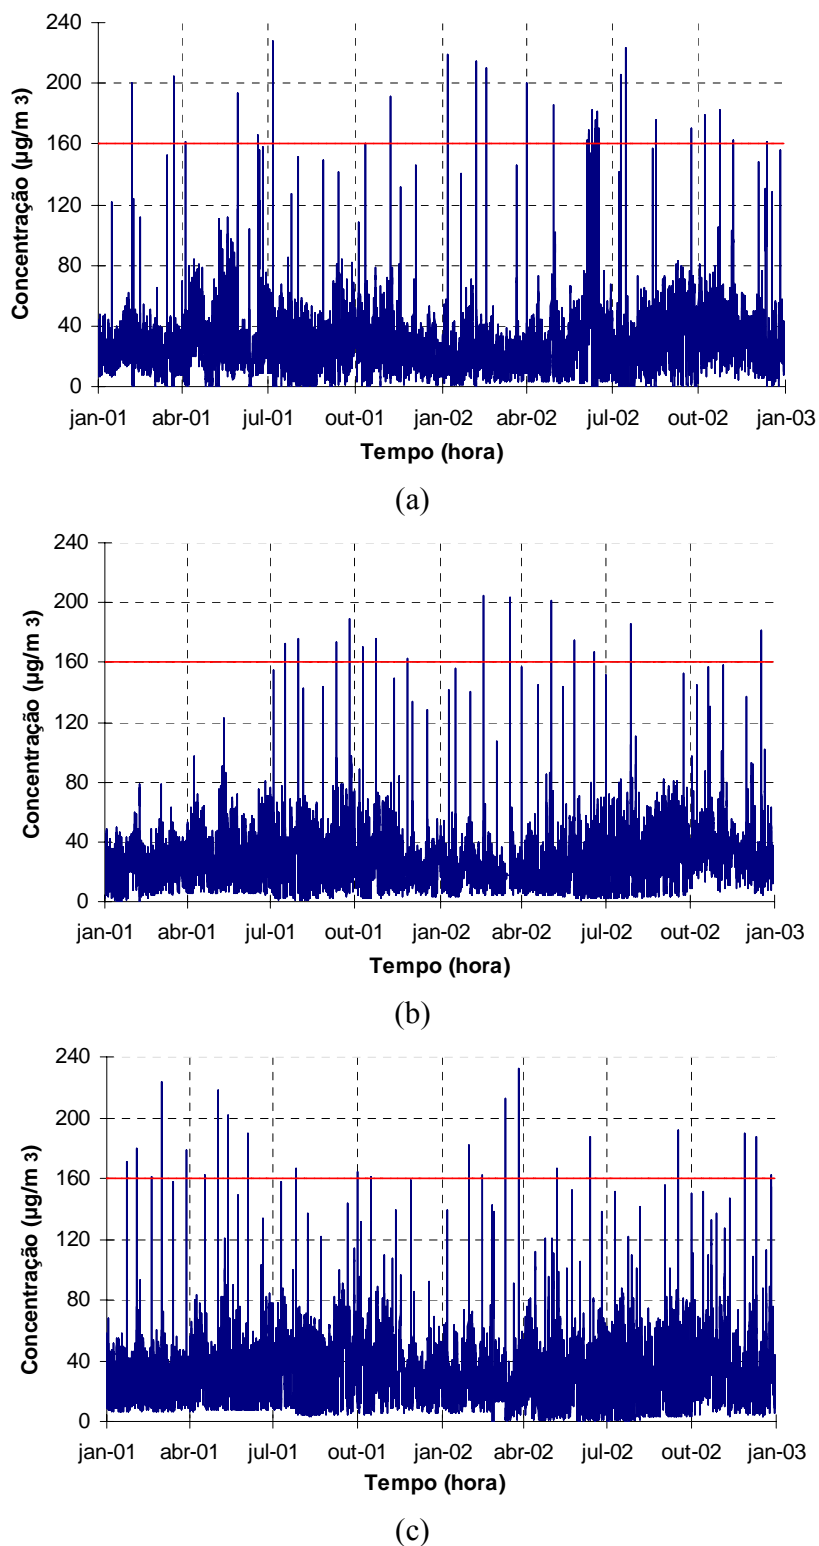 240
200
160
120
80
40
0
Concentração (µg/m 3)
jan-01 abr-01 jul-01 out-01 jan-02 abr-02 jul-02 out-02 jan-03
Tempo (hora)
(a)
240
200
160
120
80
40
0
Concentração (µg/m 3)
jan-01 abr-01 jul-01 out-01 jan-02 abr-02 jul-02 out-02 jan-03
Tempo (hora)
(b)
240
200
160
120
80
40
0
Concentração (µg/m 3)
jan-01 abr-01 jul-01 out-01 jan-02 abr-02 jul-02 out-02 jan-03
Tempo (hora)
(c)